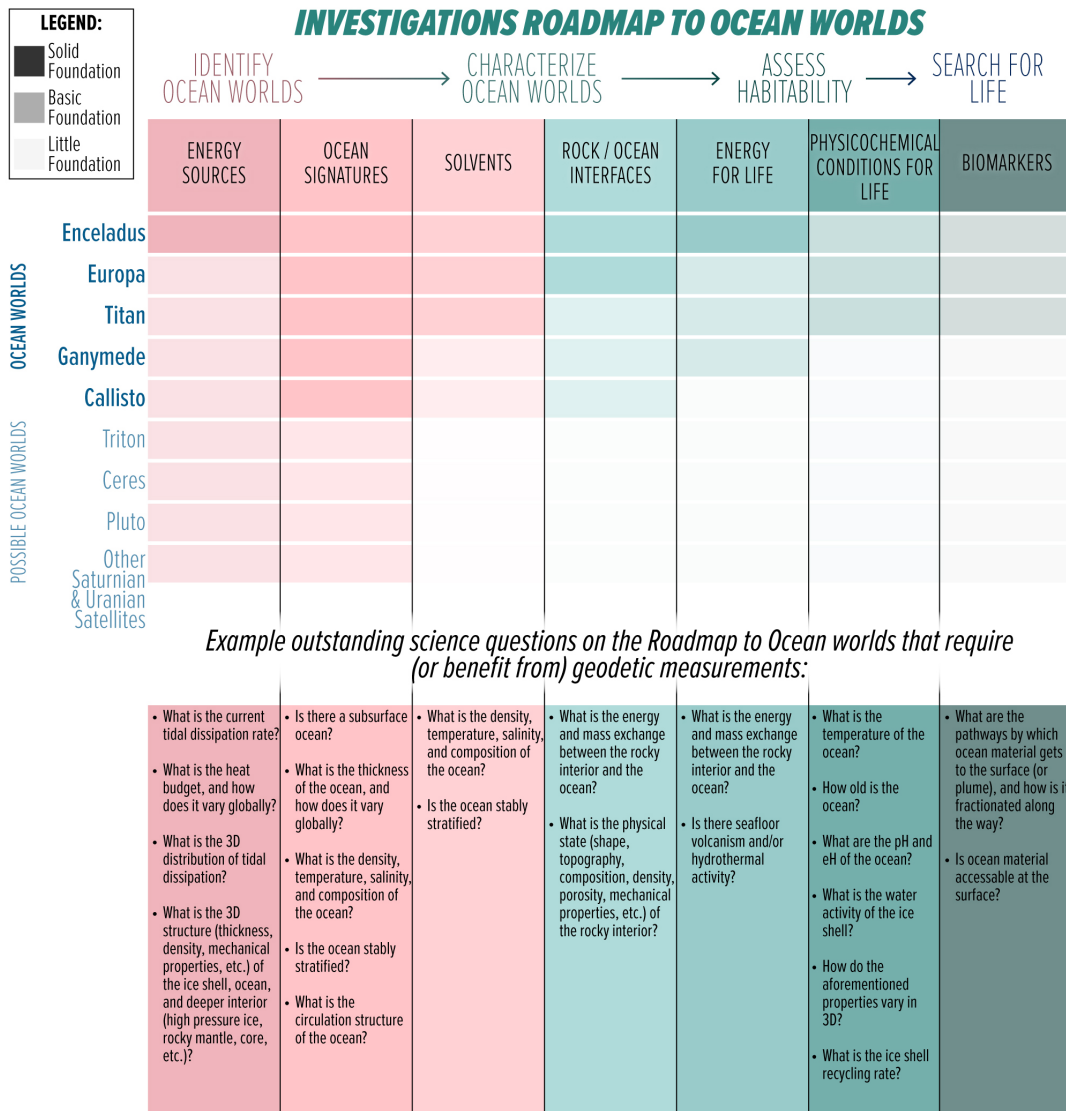 LEGEND:
Solid
Foundation
Basic
Foundation
Little
Foundation
INVESTIGATIONS ROADMAP TO OCEAN WORLDS
IDENTIFY
OCEAN WORLDS
CHARACTERIZE
OCEAN WORLDS
ASSESS
HABITABILITY
SEARCH FOR
LIFE
ENERGY
SOURCES
OCEAN
SIGNATURES
SOLVENTS
ROCK / OCEAN
INTERFACES
ENERGY
FOR LIFE
PHYSICOCHEMICAL
CONDITIONS FOR
LIFE
BIOMARKERS
OCEAN WORLDS
Enceladus
Europa
Titan
Ganymede
Callisto
POSSIBLE OCEAN WORLDS
Triton
Ceres
Pluto
Other
Saturnian
& Uranian
Satellites
Example outstanding science questions on the Roadmap to Ocean worlds that require
(or benefit from) geodetic measurements:
• What is the current
tidal dissipation rate?
• What is the heat
budget, and how
does it vary globally?
• What is the 3D
distribution of tidal
dissipation?
• What is the 3D
structure (thickness,
density, mechanical
properties, etc.) of
the ice shell, ocean,
and deeper interior
(high pressure ice,
rocky mantle, core,
etc.)?
• Is there a subsurface
ocean?
• What is the thickness
of the ocean, and
how does it vary
globally?
• What is the density,
temperature, salinity,
and composition of
the ocean?
• Is the ocean stably
stratified?
• What is the
circulation structure
of the ocean?
• What is the density,
temperature, salinity,
and composition of
the ocean?
• Is the ocean stably
stratified?
• What is the energy
and mass exchange
between the rocky
interior and the
ocean?
• What is the physical
state (shape,
topography,
composition, density,
porosity, mechanical
properties, etc.) of
the rocky interior?
• What is the energy
and mass exchange
between the rocky
interior and the
ocean?
• Is there seafloor
volcanism and/or
hydrothermal
activity?
• What is the
temperature of the
ocean?
• How old is the
ocean?
• What are the pH and
eH of the ocean?
• What is the water
activity of the ice
shell?
• How do the
aforementioned
properties vary in
3D?
• What is the ice shell
recycling rate?
• What are the
pathways by which
ocean material gets
to the surface (or
plume), and how is it
fractionated along
the way?
• Is ocean material
accessable at the
surface?